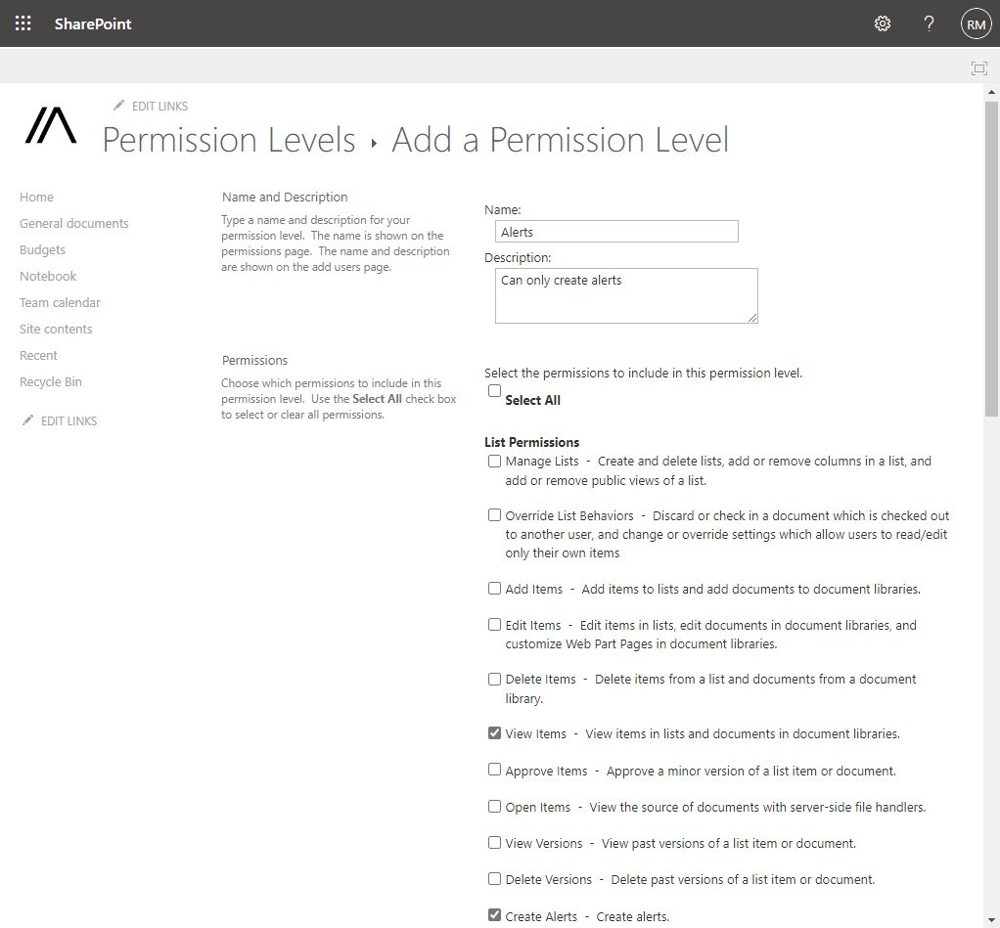 SharePoint
?
RM
EDIT LINKS
Permission Levels ▸ Add a Permission Level
Home
General documents
Budgets
Notebook
Team calendar
Site contents
Recent
Recycle Bin
EDIT LINKS
Name and Description
Type a name and description for your
permission level.  The name is shown on the
permissions page.  The name and description
are shown on the add users page.
Name:
Alerts
Description:
Can only create alerts
Permissions
Choose which permissions to include in this
permission level.  Use the Select All check box
to select or clear all permissions.
Select the permissions to include in this permission level.
Select All
List Permissions
Manage Lists  -  Create and delete lists, add or remove columns in a list, and
add or remove public views of a list.
Override List Behaviors  -  Discard or check in a document which is checked out
to another user, and change or override settings which allow users to read/edit
only their own items
Add Items  -  Add items to lists and add documents to document libraries.
Edit Items  -  Edit items in lists, edit documents in document libraries, and
customize Web Part Pages in document libraries.
Delete Items  -  Delete items from a list and documents from a document
library.
View Items  -  View items in lists and documents in document libraries.
Approve Items  -  Approve a minor version of a list item or document.
Open Items  -  View the source of documents with server-side file handlers.
View Versions  -  View past versions of a list item or document.
Delete Versions  -  Delete past versions of a list item or document.
Create Alerts  -  Create alerts.